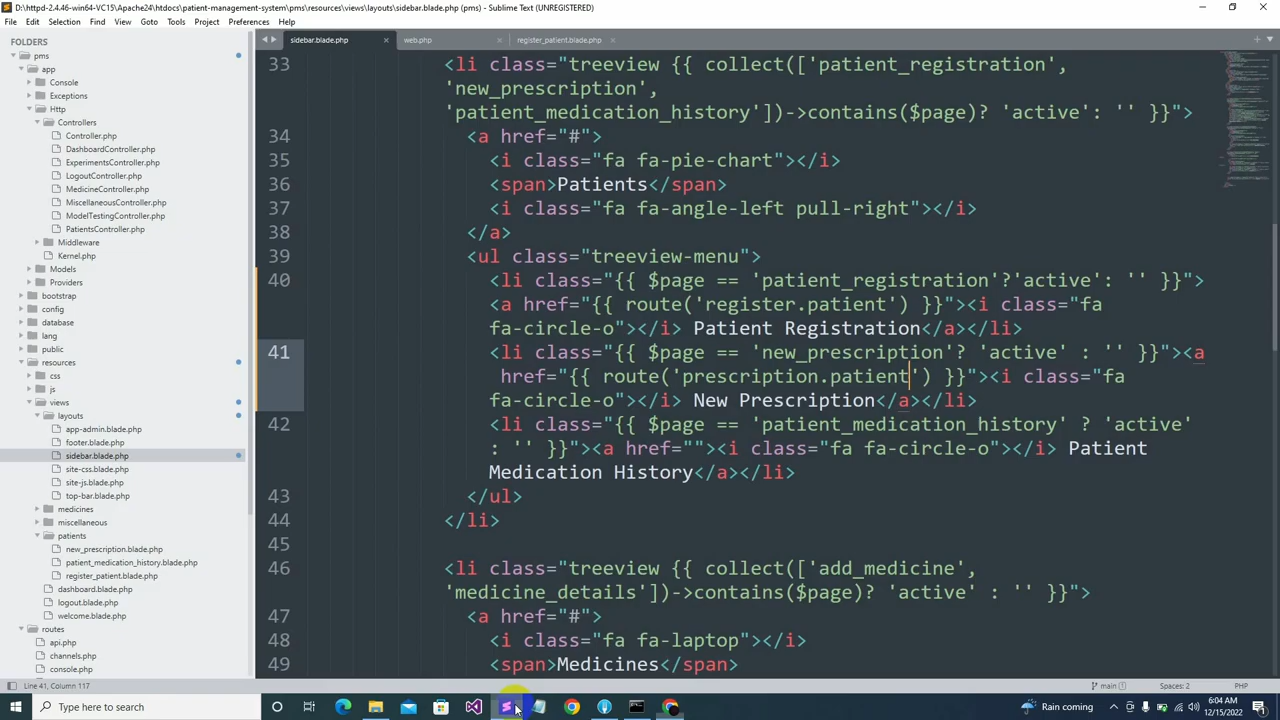 D:\httpd-2.4.46-win64-VC15\Apache24\htdocs\patient-management-system\pms\resources\views\layouts\sidebar.blade.php (pms) - Sublime Text (UNREGISTERED)
File Edit Selection Find View Goto Tools Project Preferences Help
FOLDERS
pms
app
Console
Exceptions
Http
Controllers
Controller.php
DashboardController.php
ExperimentsController.php
LogoutController.php
MedicineController.php
MiscellaneousController.php
ModelTestingController.php
PatientsController.php
Middleware
Kernel.php
Models
Providers
bootstrap
config
database
lang
public
resources
css
js
views
layouts
app-admin.blade.php
footer.blade.php
sidebar.blade.php
site-css.blade.php
site-js.blade.php
top-bar.blade.php
medicines
miscellaneous
patients
new_prescription.blade.php
patient_medication_history.blade.php
register_patient.blade.php
dashboard.blade.php
logout.blade.php
welcome.blade.php
routes
api.php
channels.php
console.php
sidebar.blade.php web.php register_patient.blade.php
33 <li class="treeview {{ collect(['patient_registration',
'new_prescription',
'patient_medication_history'])->contains($page)? 'active': '' }}">
34 <a href="#">
35 <i class="fa fa-pie-chart"></i>
36 <span>Patients</span>
37 <i class="fa fa-angle-left pull-right"></i>
38 </a>
39 <ul class="treeview-menu">
40 <li class="{{ $page == 'patient_registration'?'active': '' }}">
<a href="{{ route('register.patient') }}"><i class="fa
fa-circle-o"></i> Patient Registration</a></li>
41 <li class="{{ $page == 'new_prescription'? 'active' : '' }}"><a
href="{{ route('prescription.patient') }}"><i class="fa
fa-circle-o"></i> New Prescription</a></li>
42 <li class="{{ $page == 'patient_medication_history' ? 'active'
: '' }}"><a href=""><i class="fa fa-circle-o"></i> Patient
Medication History</a></li>
43 </ul>
44 </li>
45
46 <li class="treeview {{ collect(['add_medicine',
'medicine_details'])->contains($page)? 'active' : '' }}">
47 <a href="#">
48 <i class="fa fa-laptop"></i>
49 <span>Medicines</span>
Line 41, Column 117
main 1
Spaces: 2
PHP
Type here to search
Rain coming
6:04 AM
12/15/2022